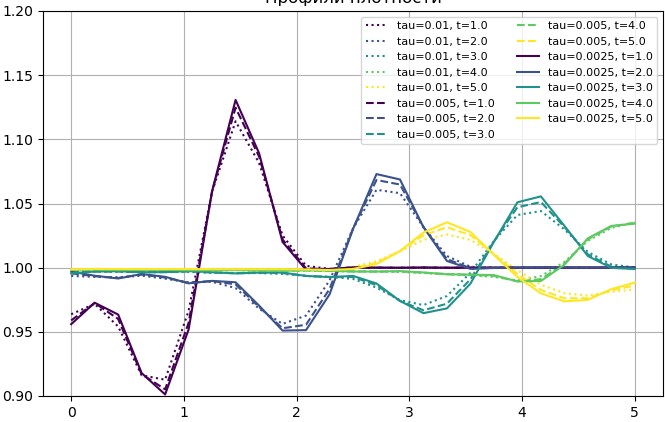 Профили плотности
1.20
1.15
1.10
1.05
1.00
0.95
0.90
0 1 2 3 4 5
tau=0.01, t=1.0
tau=0.01, t=2.0
tau=0.01, t=3.0
tau=0.01, t=4.0
tau=0.01, t=5.0
tau=0.005, t=1.0
tau=0.005, t=2.0
tau=0.005, t=3.0
tau=0.005, t=4.0
tau=0.005, t=5.0
tau=0.0025, t=1.0
tau=0.0025, t=2.0
tau=0.0025, t=3.0
tau=0.0025, t=4.0
tau=0.0025, t=5.0